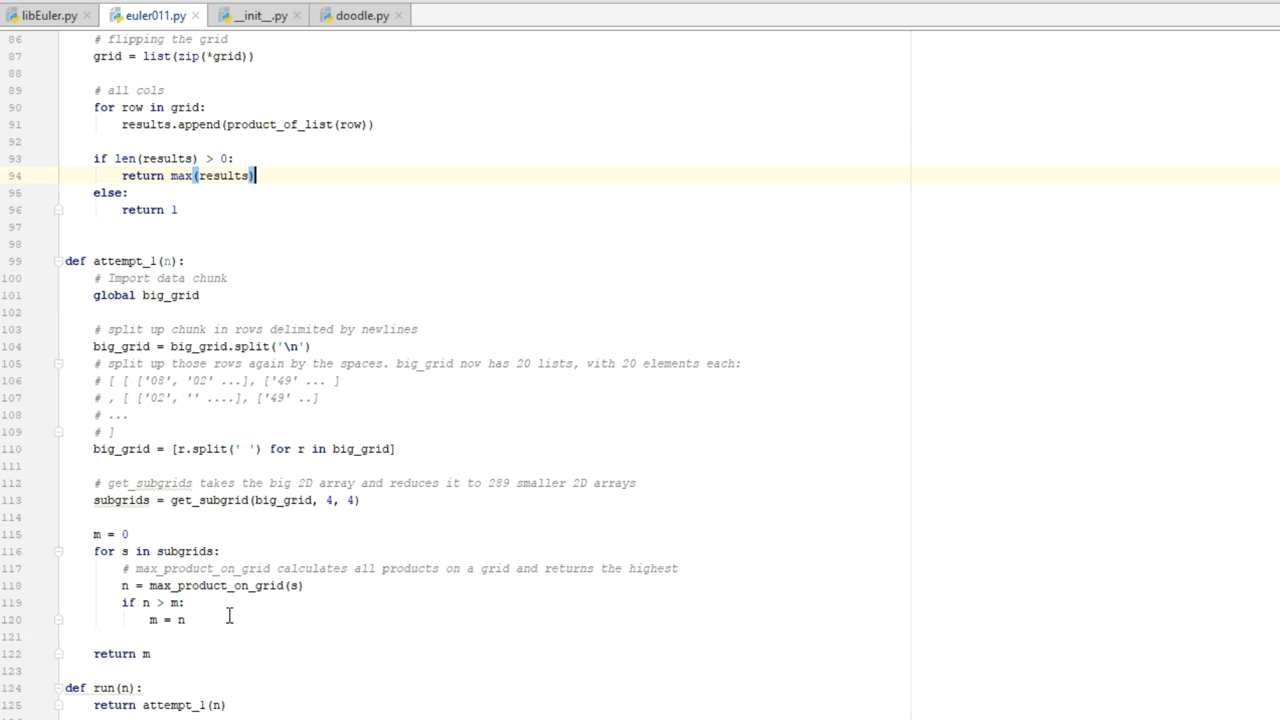 libEuler.py euler011.py __init__.py doodle.py
86 # flipping the grid
87 grid = list(zip(*grid))
88
89 # all cols
90 for row in grid:
91 results.append(product_of_list(row))
92
93 if len(results) > 0:
94 return max(results)
95 else:
96 return 1
97
98
99 def attempt_1(n):
100 # Import data chunk
101 global big_grid
102
103 # split up chunk in rows delimited by newlines
104 big_grid = big_grid.split('\n')
105 # split up those rows again by the spaces. big_grid now has 20 lists, with 20 elements each:
106 # [ [ ['08', '02' ...], ['49' ... ]
107 # , [ ['02', '' ....], ['49' ..]
108 # ...
109 # ]
110 big_grid = [r.split(' ') for r in big_grid]
111
112 # get_subgrids takes the big 2D array and reduces it to 289 smaller 2D arrays
113 subgrids = get_subgrid(big_grid, 4, 4)
114
115 m = 0
116 for s in subgrids:
117 # max_product_on_grid calculates all products on a grid and returns the highest
118 n = max_product_on_grid(s)
119 if n > m:
120 m = n
121
122 return m
123
124 def run(n):
125 return attempt_1(n)